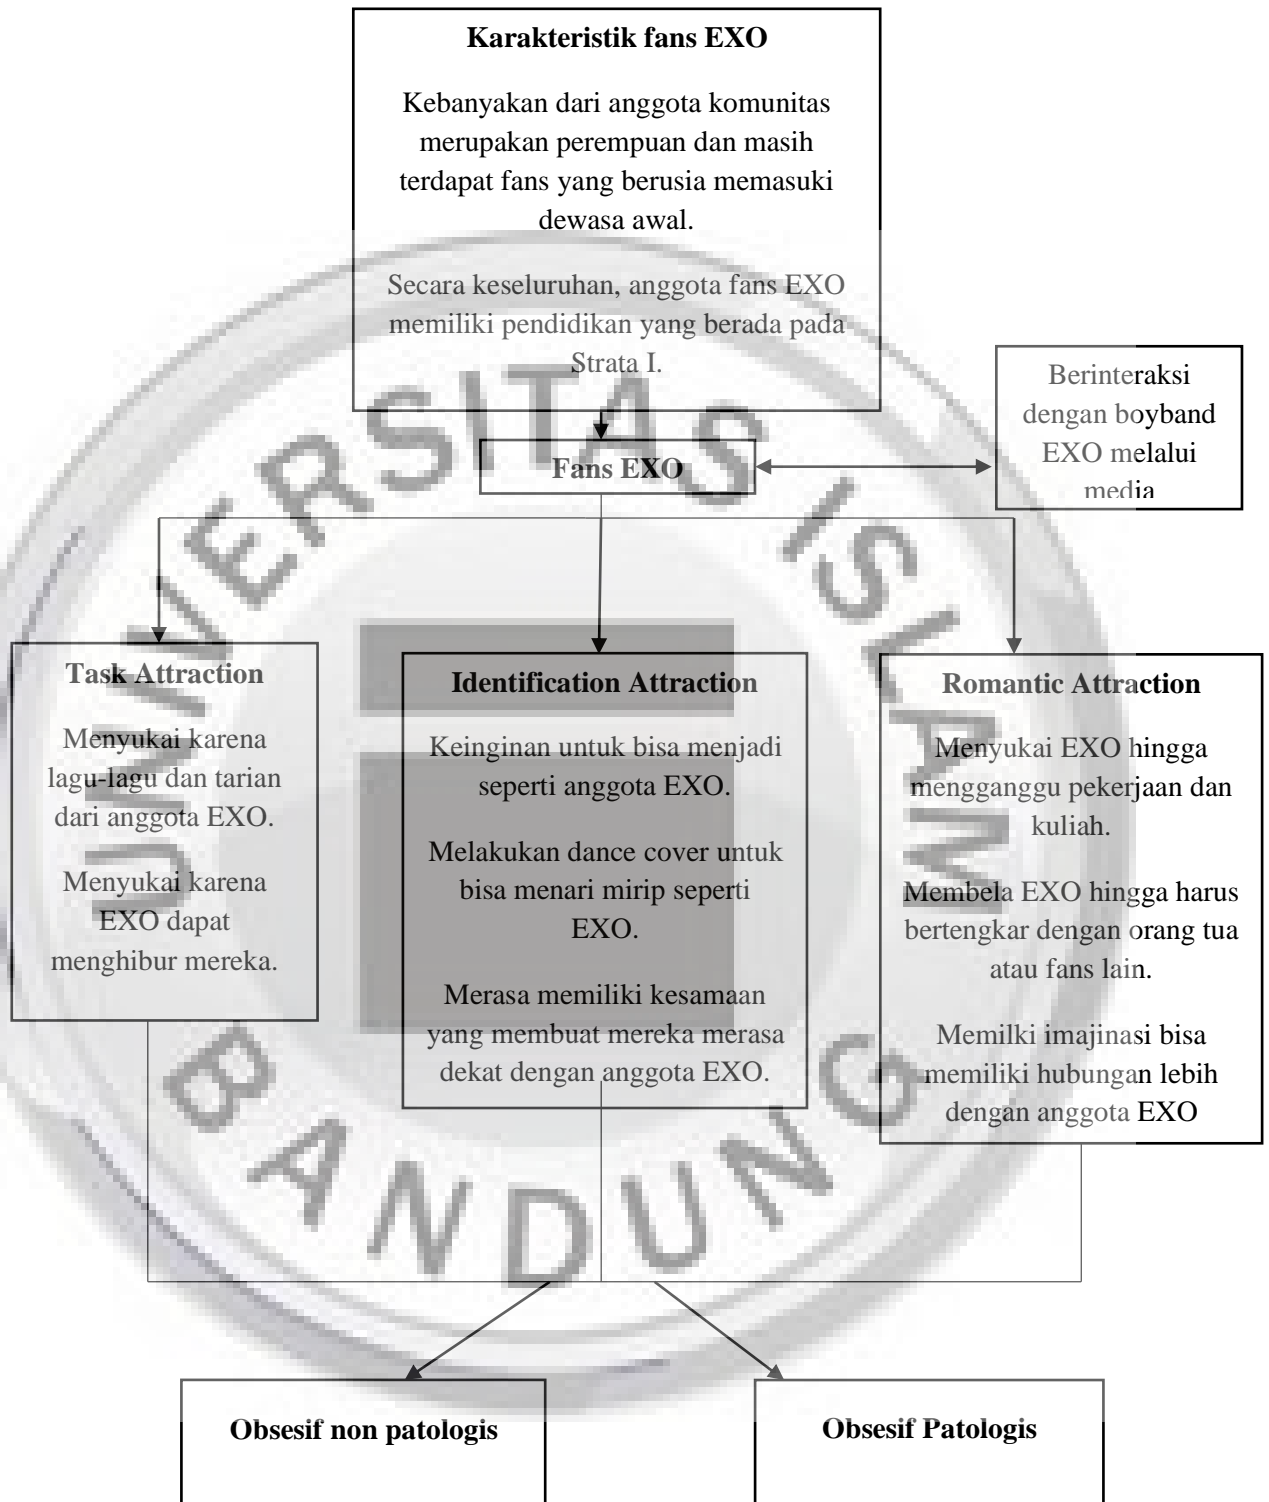 Karakteristik fans EXO
Kebanyakan dari anggota komunitas
merupakan perempuan dan masih
terdapat fans yang berusia memasuki
dewasa awal.
Secara keseluruhan, anggota fans EXO
memiliki pendidikan yang berada pada
Strata I.
Berinteraksi
dengan boyband
EXO melalui
media
Fans EXO
Task Attraction
Menyukai karena
lagu-lagu dan tarian
dari anggota EXO.
Menyukai karena
EXO dapat
menghibur mereka.
Identification Attraction
Keinginan untuk bisa menjadi
seperti anggota EXO.
Melakukan dance cover untuk
bisa menari mirip seperti
EXO.
Merasa memiliki kesamaan
yang membuat mereka merasa
dekat dengan anggota EXO.
Romantic Attraction
Menyukai EXO hingga
mengganggu pekerjaan dan
kuliah.
Membela EXO hingga harus
bertengkar dengan orang tua
atau fans lain.
Memilki imajinasi bisa
memiliki hubungan lebih
dengan anggota EXO
Obsesif non patologis
Obsesif Patologis
UNIVERSITAS ISLAM
BANDUNG